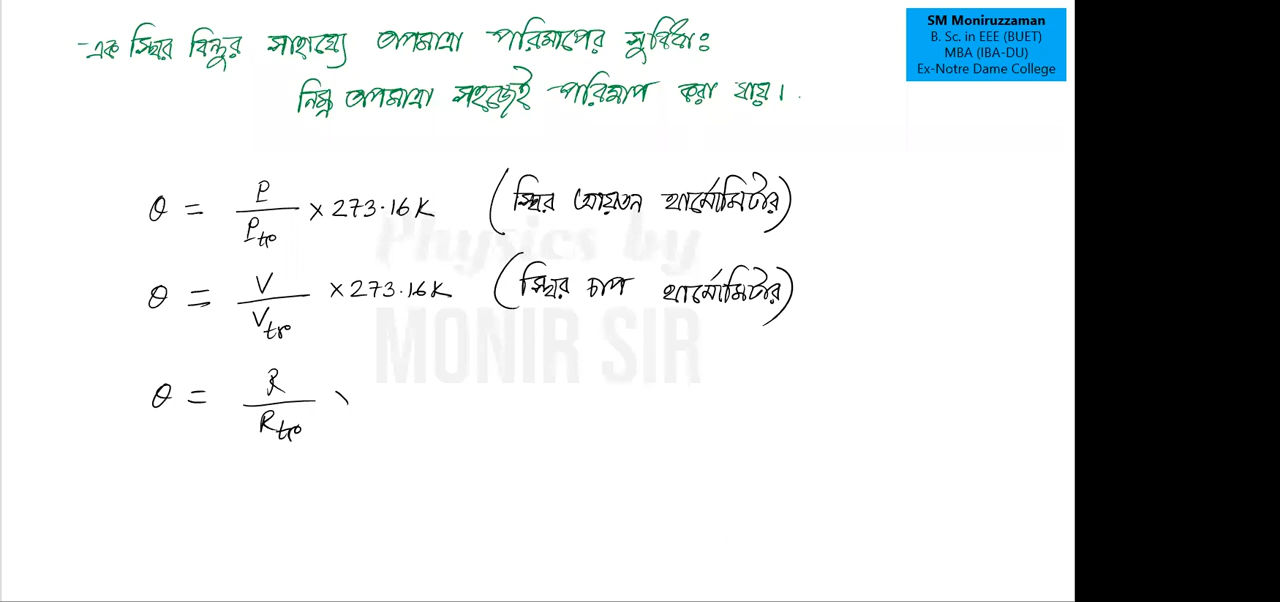 -এক স্থির বিন্দুর সাহায্যে তাপমাত্রা পরিমাপের সুবিধা:
নিম্ন তাপমাত্রা সহজেই পরিমাপ করা যায়।
SM Moniruzzaman
B. Sc. in EEE (BUET)
MBA (IBA-DU)
Ex-Notre Dame College
θ = P/P_tr × 273.16K (স্থির আয়তন থার্মোমিটার)
θ = V/V_tr × 273.16K (স্থির চাপ থার্মোমিটার)
θ = R/R_tr \
Physics by
MONIR SIR